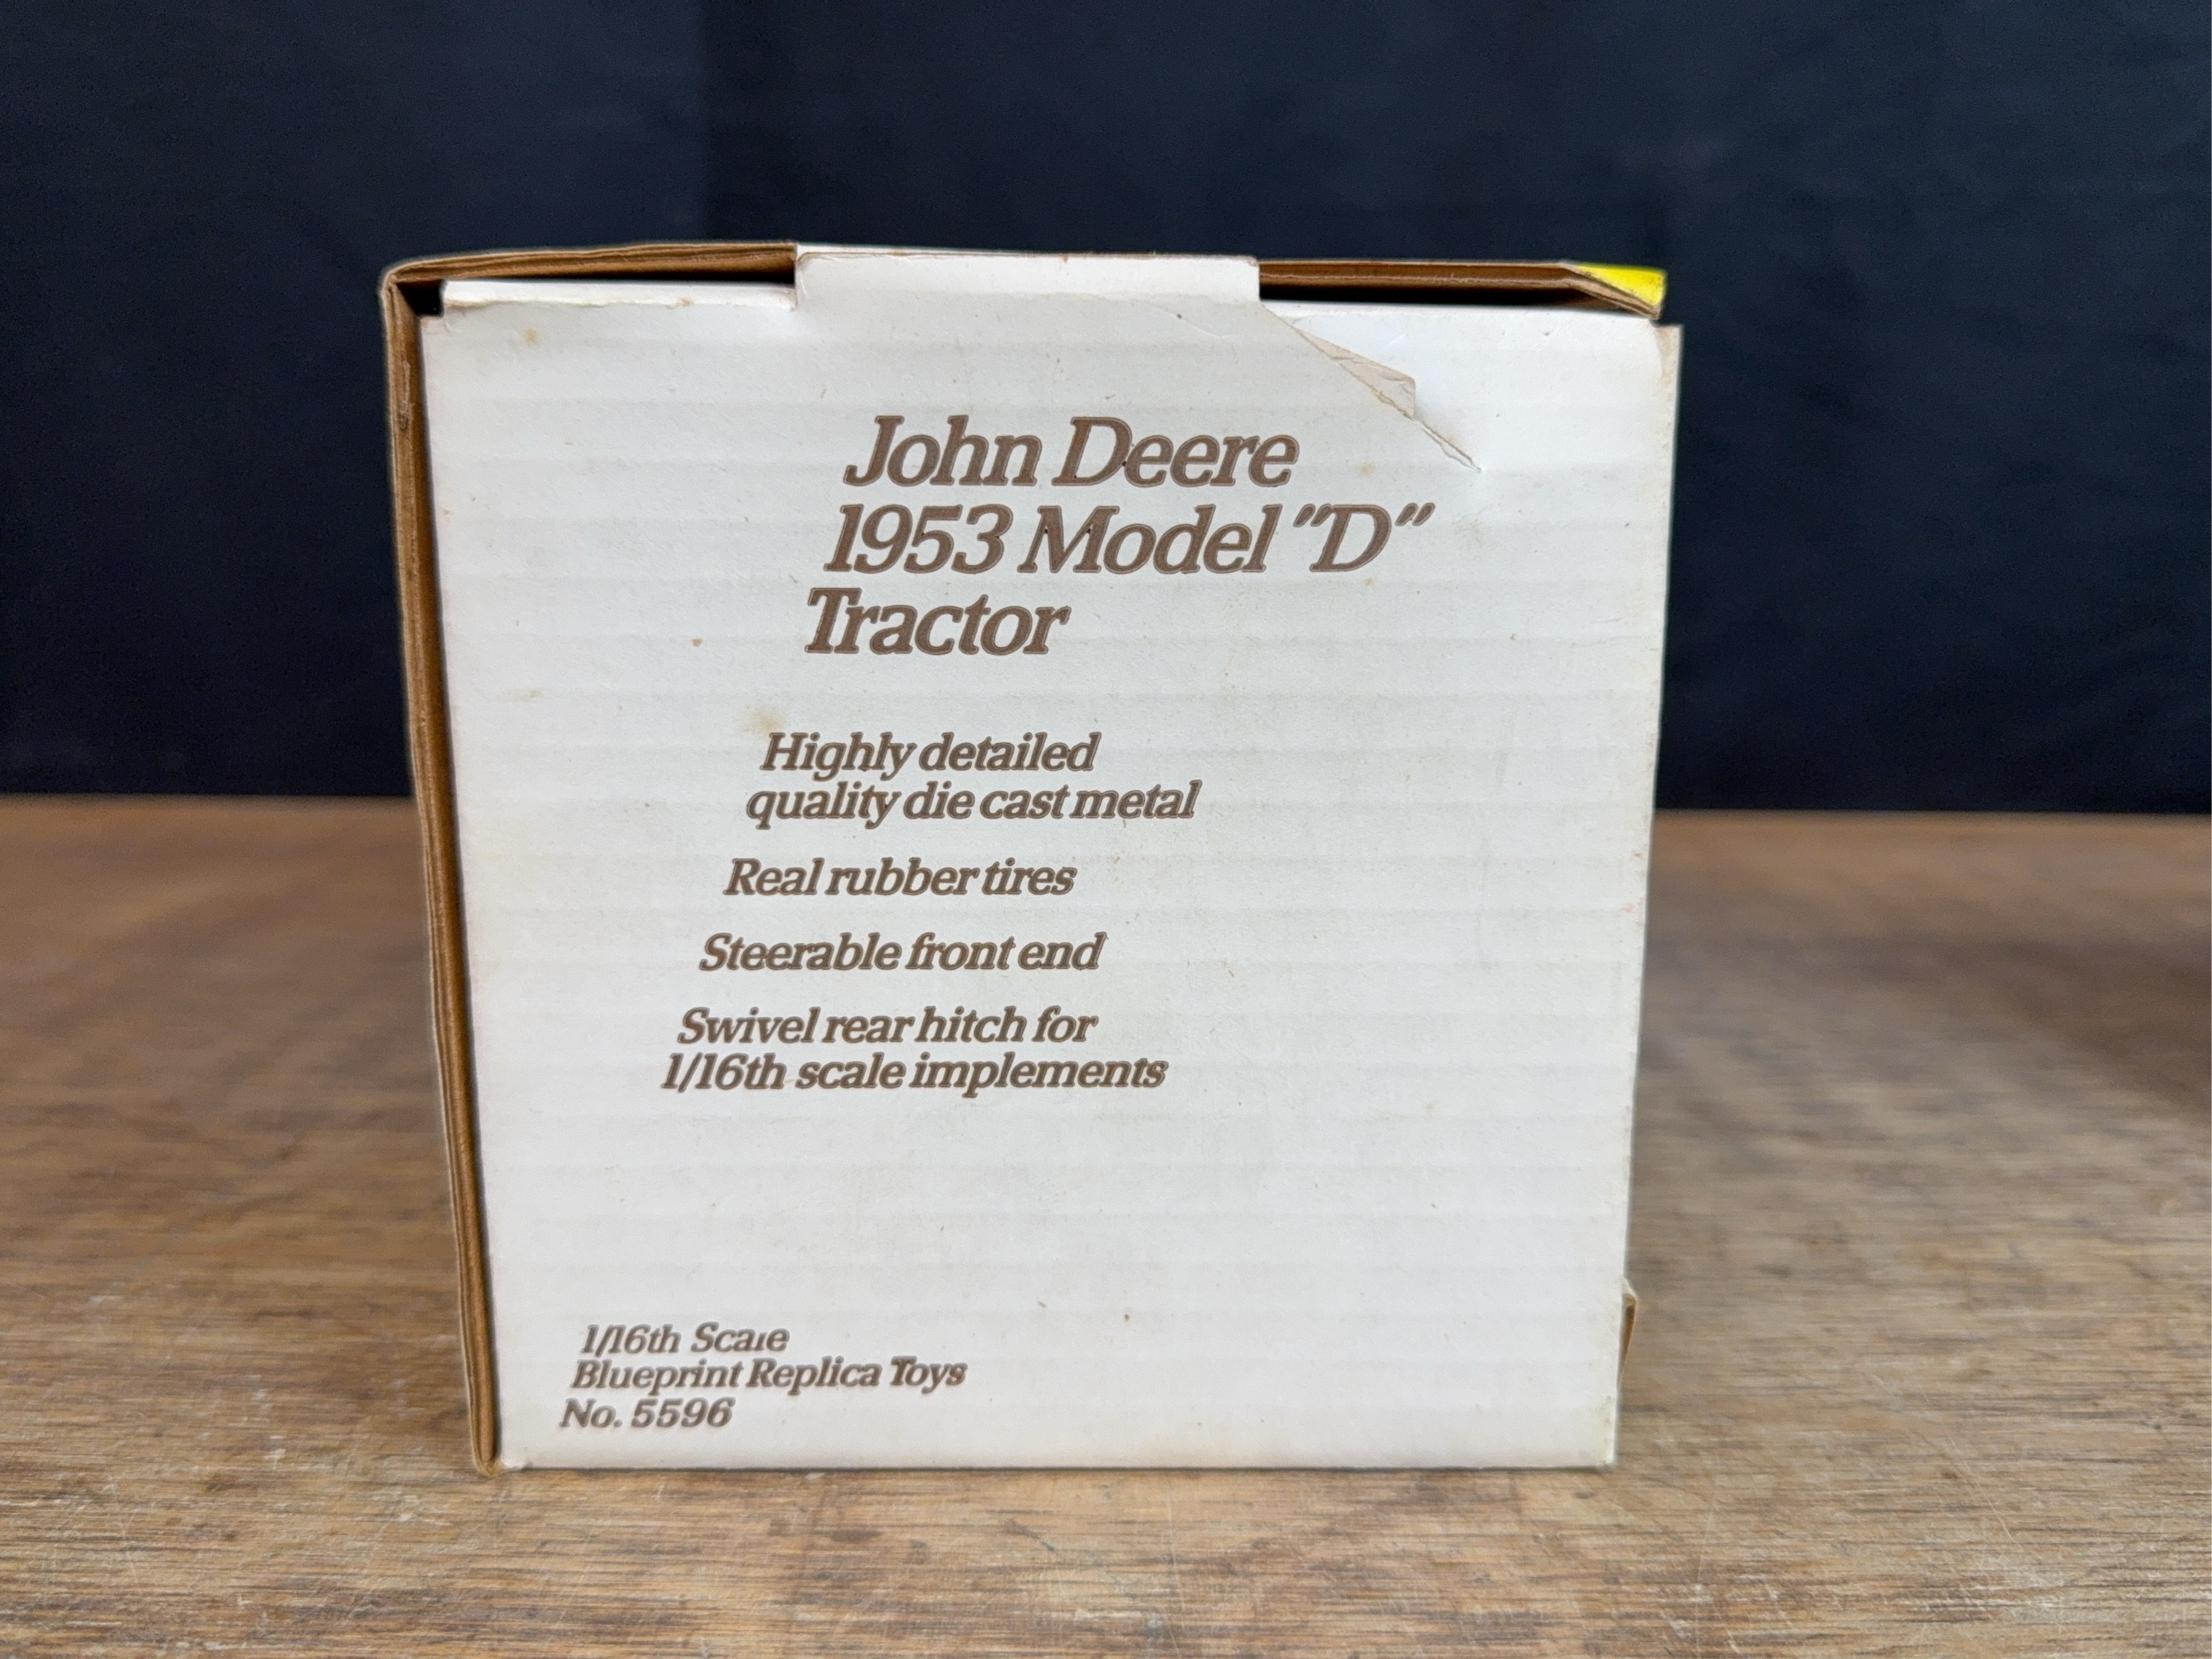 John Deere
1953 Model "D"
Tractor
Highly detailed
quality die cast metal
Real rubber tires
Steerable front end
Swivel rear hitch for
1/16th scale implements
1/16th Scale
Blueprint Replica Toys
No. 5596